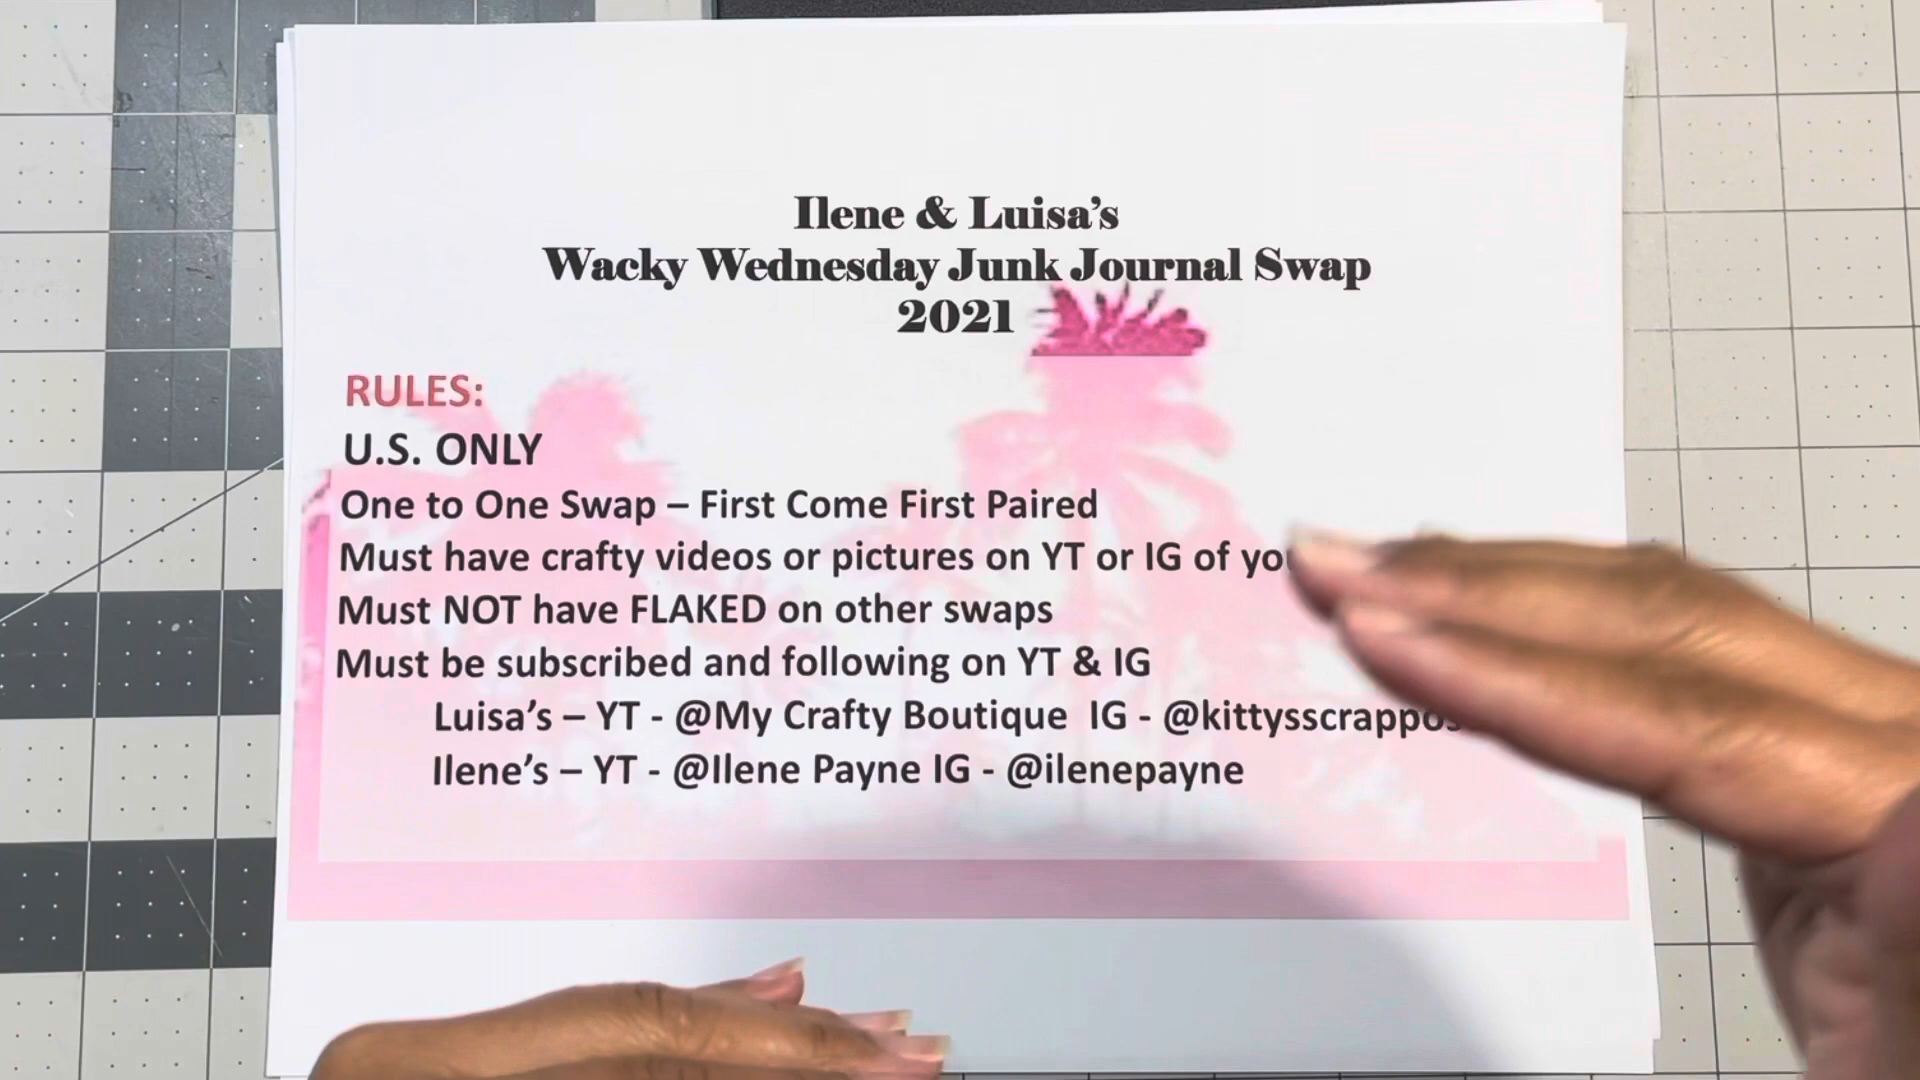 Ilene & Luisa's
Wacky Wednesday Junk Journal Swap
2021
RULES:
U.S. ONLY
One to One Swap – First Come First Paired
Must have crafty videos or pictures on YT or IG of
Must NOT have FLAKED on other swaps
Must be subscribed and following on YT & IG
Luisa's – YT - @My Crafty Boutique IG -
Ilene's – YT - @Ilene Payne IG - @ilenepayne